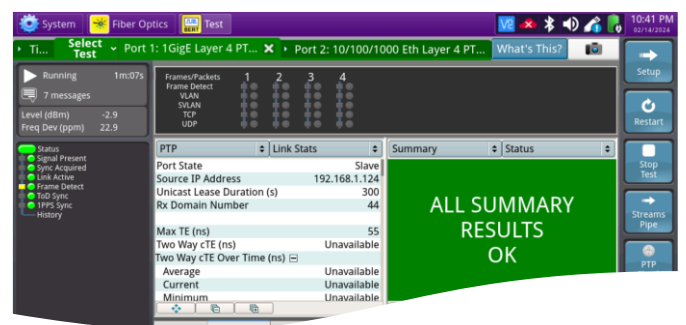 System
Fiber Optics
JUN BERT
Test
V2
10:41 PM
02/14/2024
Ti...
Select Test
Port 1: 1GigE Layer 4 PT...
Port 2: 10/100/1000 Eth Layer 4 PT...
What's This?
Setup
Running 1m:07s
7 messages
Level (dBm) -2.9
Freq Dev (ppm) 22.9
Frames/Packets 1 2 3 4
Frame Detect
VLAN
SVLAN
TCP
UDP
Restart
Status
Signal Present
Sync Acquired
Link Active
Frame Detect
ToD Sync
1PPS Sync
History
PTP
Link Stats
Port State Slave
Source IP Address 192.168.1.124
Unicast Lease Duration (s) 300
Rx Domain Number 44
Max TE (ns) 55
Two Way cTE (ns) Unavailable
Two Way cTE Over Time (ns)
Average Unavailable
Current Unavailable
Minimum Unavailable
Summary
Status
ALL SUMMARY
RESULTS
OK
Stop
Test
Streams
Pipe
PTP